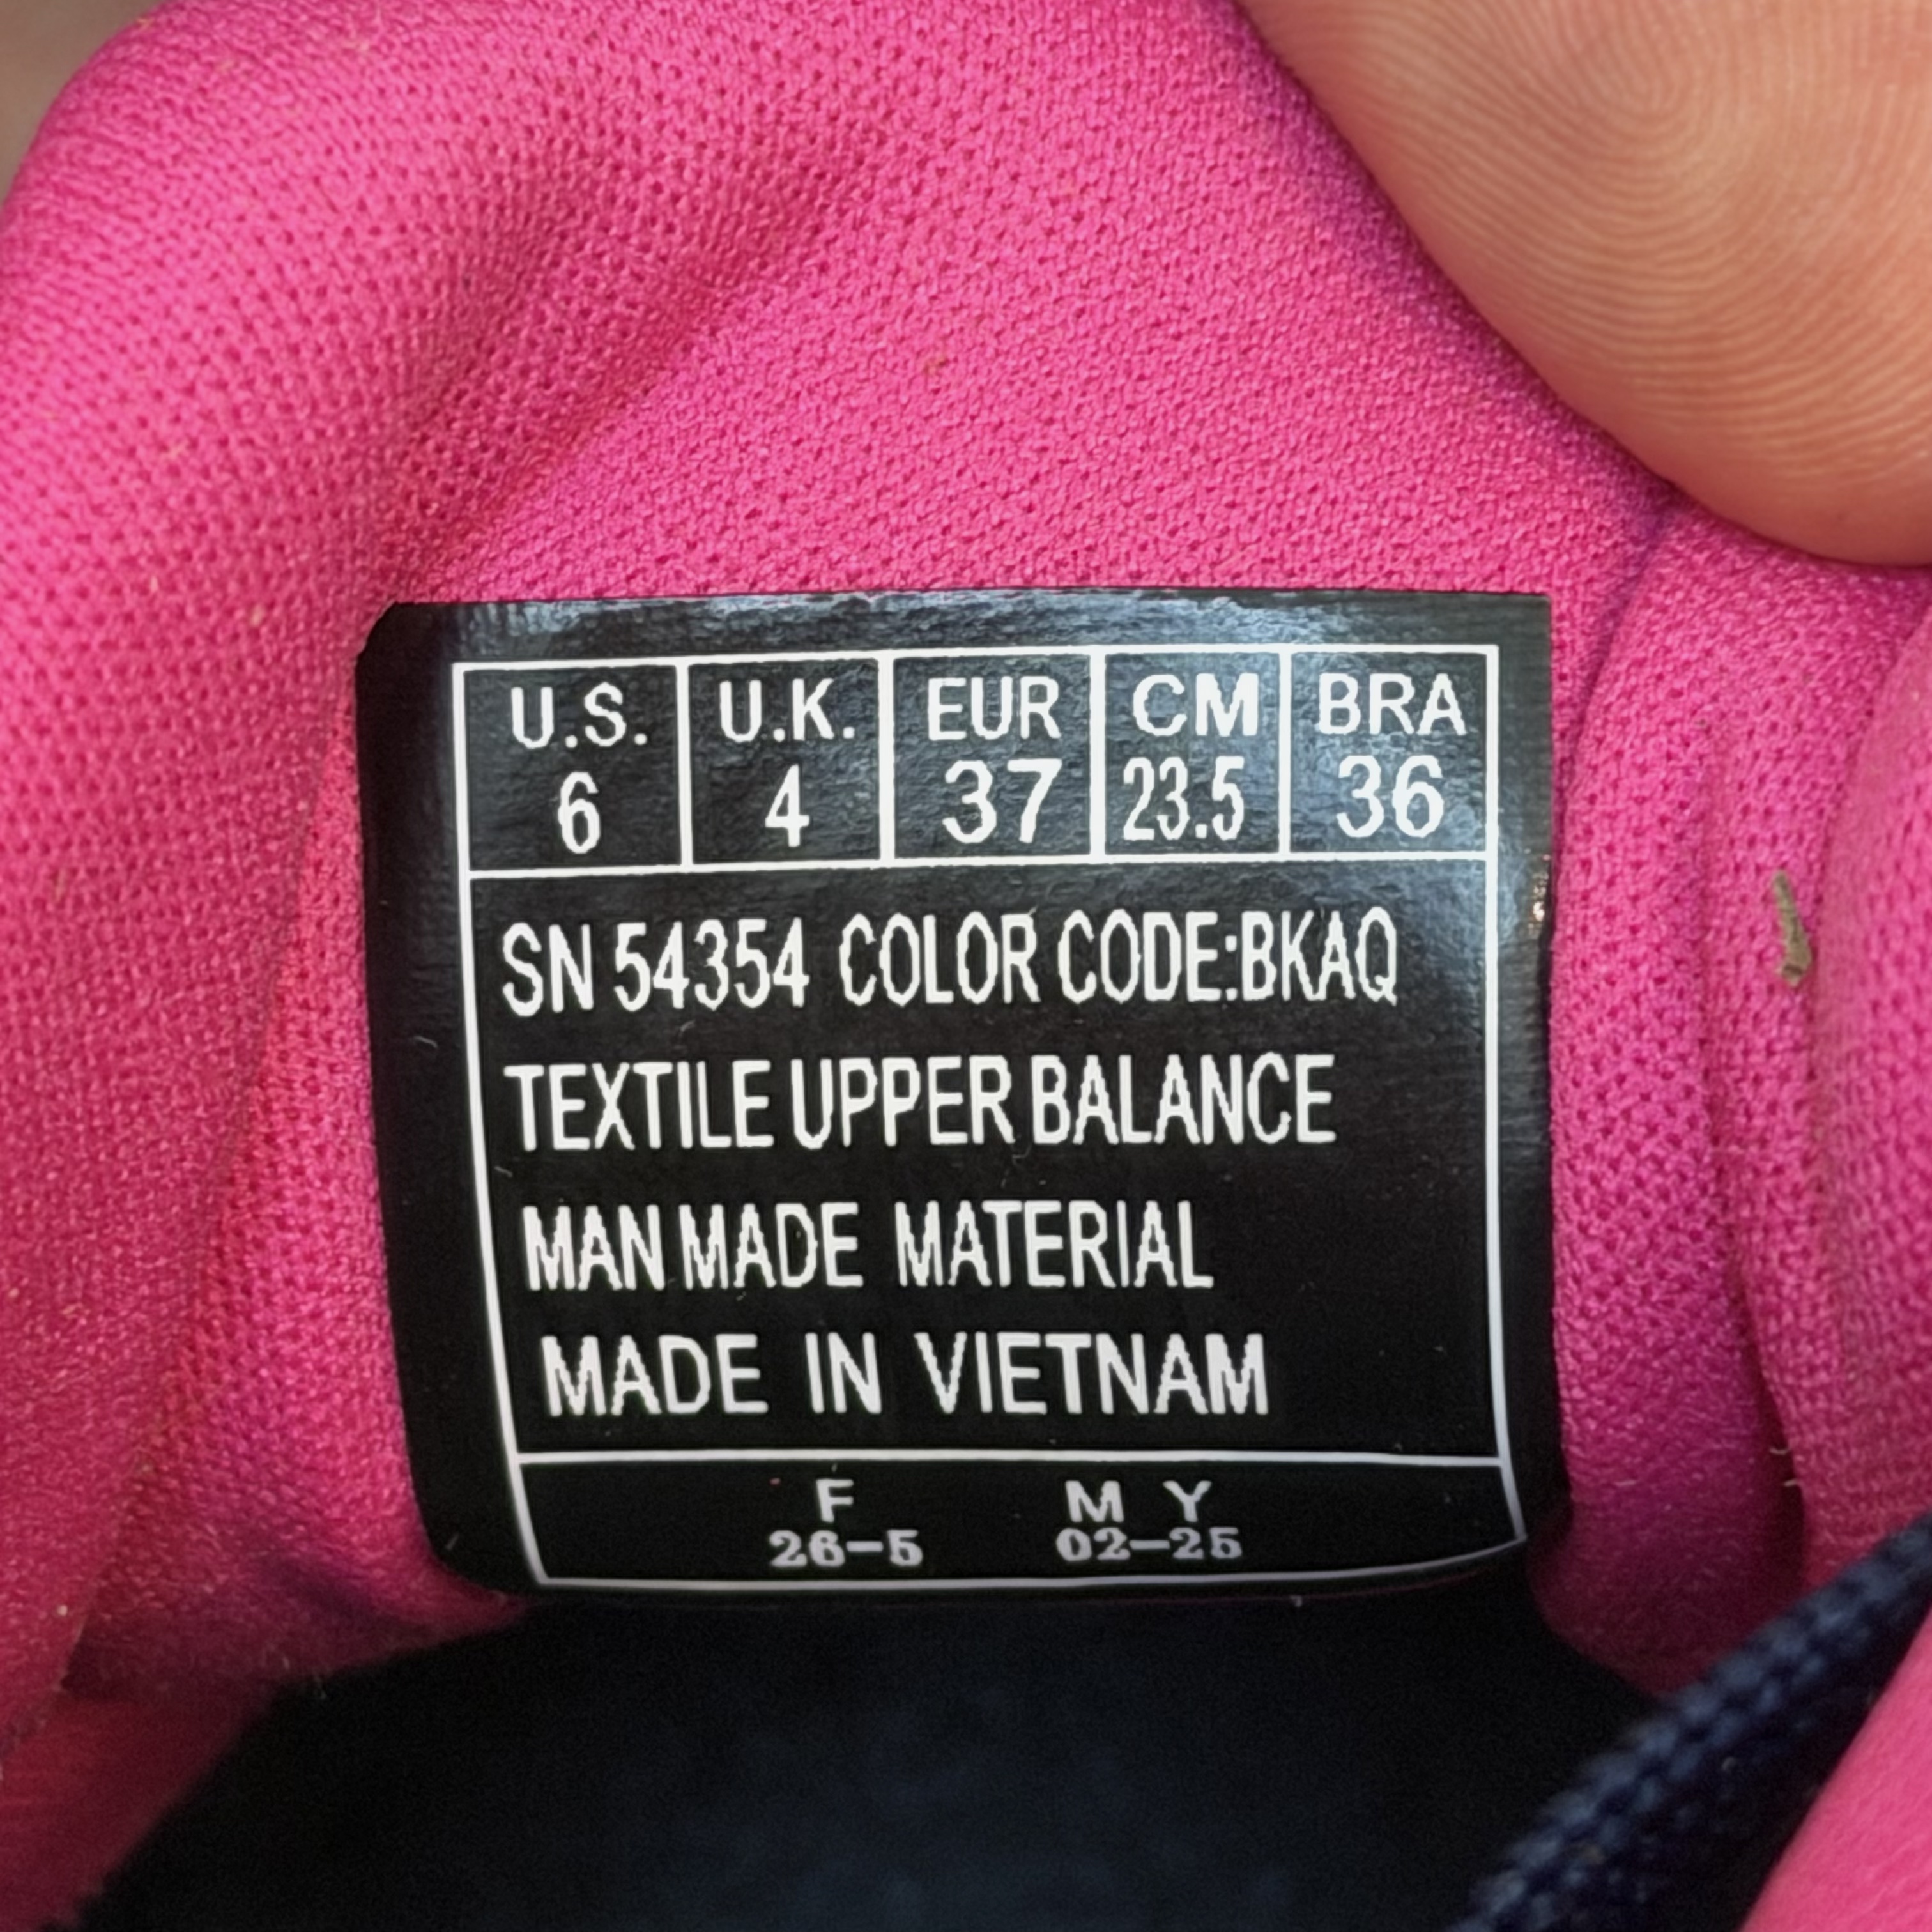 U.S. U.K. EUR CM BRA
6 4 37 23.5 36
SN 54354 COLOR CODE:BKAQ
TEXTILE UPPER BALANCE
MAN MADE MATERIAL
MADE IN VIETNAM
F M Y
26-5 02-25